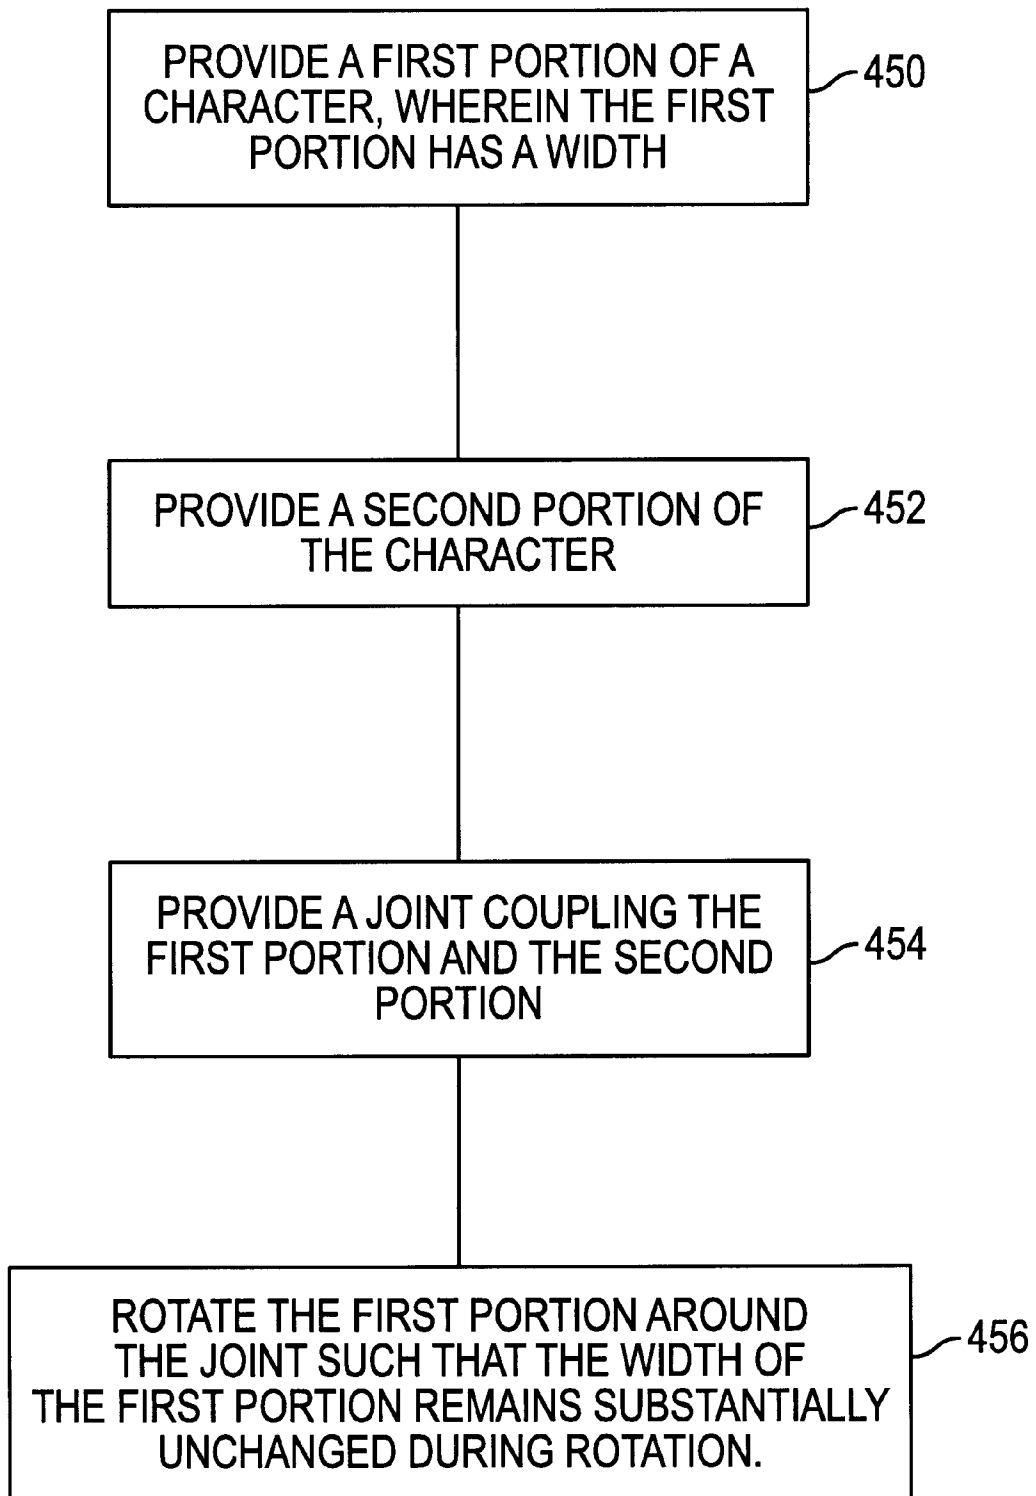 PROVIDE A FIRST PORTION OF A
CHARACTER, WHEREIN THE FIRST
PORTION HAS A WIDTH
450
PROVIDE A SECOND PORTION OF
THE CHARACTER
452
PROVIDE A JOINT COUPLING THE
FIRST PORTION AND THE SECOND
PORTION
454
ROTATE THE FIRST PORTION AROUND
THE JOINT SUCH THAT THE WIDTH OF
THE FIRST PORTION REMAINS SUBSTANTIALLY
UNCHANGED DURING ROTATION.
456